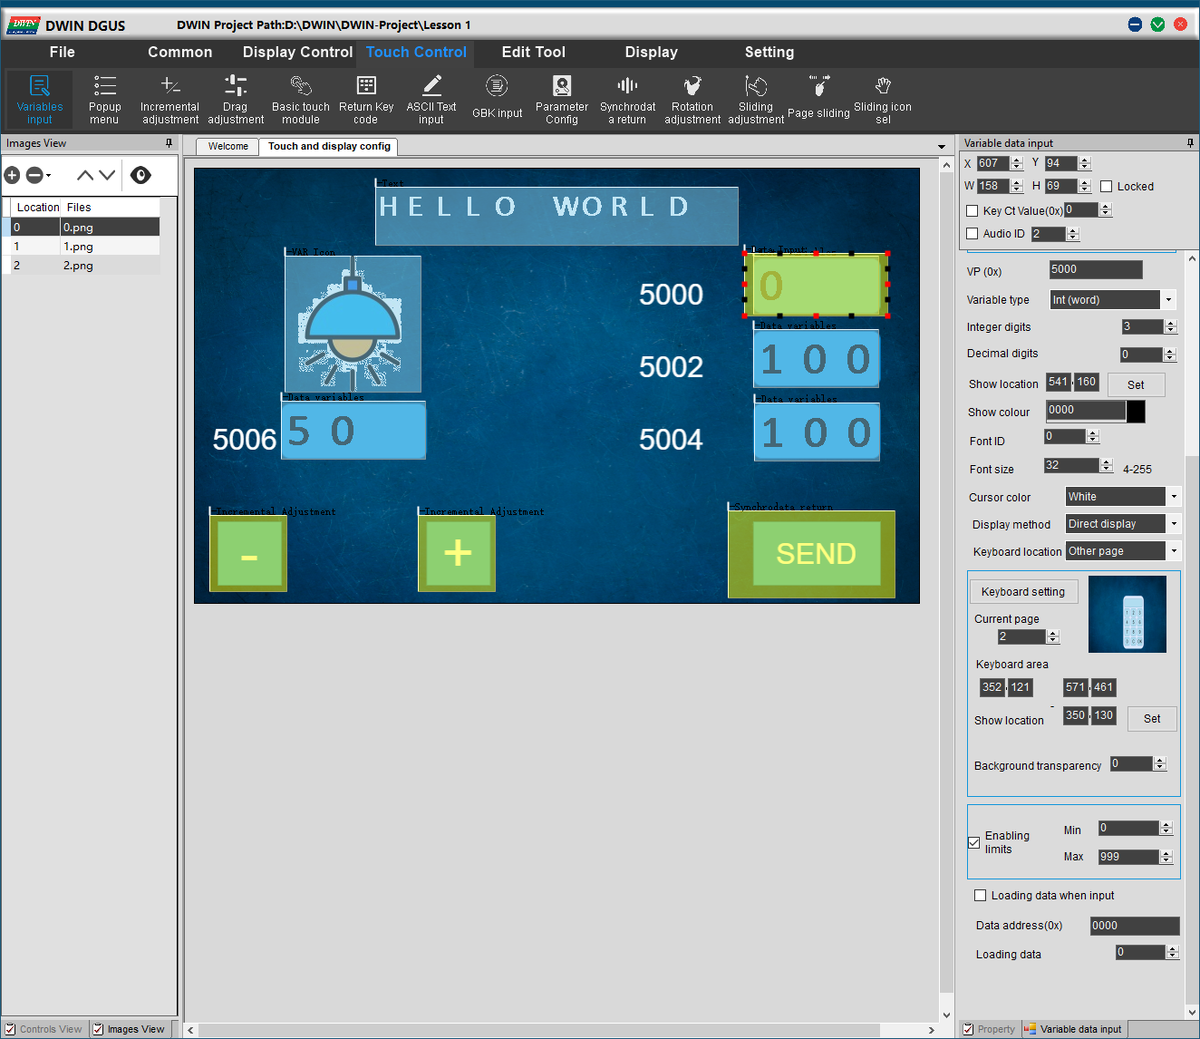 DWIN DGUS
DWIN Project Path:D:\DWIN\DWIN-Project\Lesson 1
File Common Display Control Touch Control Edit Tool Display Setting
Variables input
Popup menu
Incremental adjustment
Drag adjustment
Basic touch module
Return Key code
ASCII Text input
GBK input
Parameter Config
Synchrodat a return
Rotation adjustment
Sliding adjustment
Page sliding
Sliding icon sel
Images View
Location Files
0 0.png
1 1.png
2 2.png
Controls View Images View
Welcome Touch and display config
Text
HELLO WORLD
VAR Icon
Data Input
5000 0
Data variables
5002 100
Data variables
5004 100
Data variables
5006 50
Incremental Adjustment
-
Incremental Adjustment
+
Synchrodata return
SEND
Variable data input
X 607 Y 94
W 158 H 69 Locked
Key Ct Value(0x) 0
Audio ID 2
VP (0x) 5000
Variable type Int (word)
Integer digits 3
Decimal digits 0
Show location 541 , 160 Set
Show colour 0000
Font ID 0
Font size 32 4-255
Cursor color White
Display method Direct display
Keyboard location Other page
Keyboard setting
Current page
2
Keyboard area
352 , 121 - 571 , 461
Show location 350 , 130 Set
Background transparency 0
Enabling limits
Min 0
Max 999
Loading data when input
Data address(0x) 0000
Loading data 0
Property Variable data input